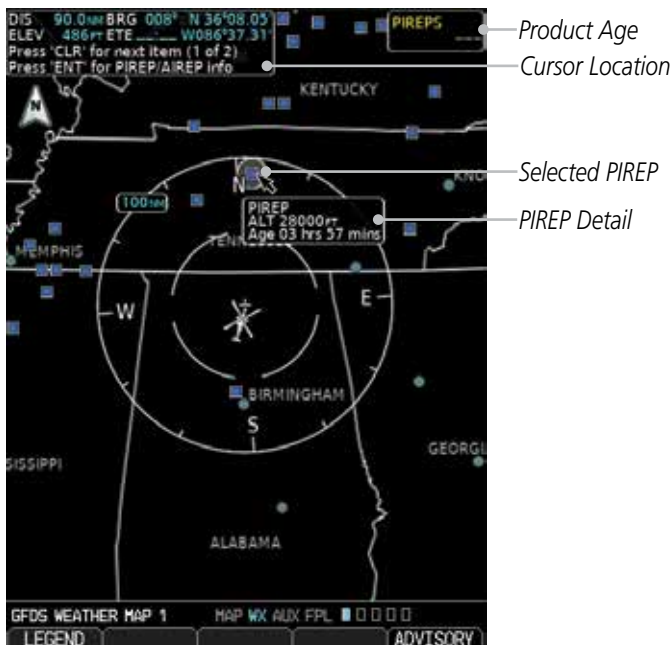 DIS 90.0NM BRG 008° N 36°08.05'
ELEV 486FT ETE __:__ W086°37.31'
Press 'CLR' for next item (1 of 2)
Press 'ENT' for PIREP/AIREP info
PIREPS
Product Age
Cursor Location
N
KENTUCKY
Selected PIREP
N
100NM
PIREP
ALT 28000FT
Age 03 hrs 57 mins
PIREP Detail
MEMPHIS
W
E
BIRMINGHAM
S
GEORGI
SISSIPPI
ALABAMA
GFDS WEATHER MAP 1 MAP WX AUX FPL
LEGEND ADVISORY